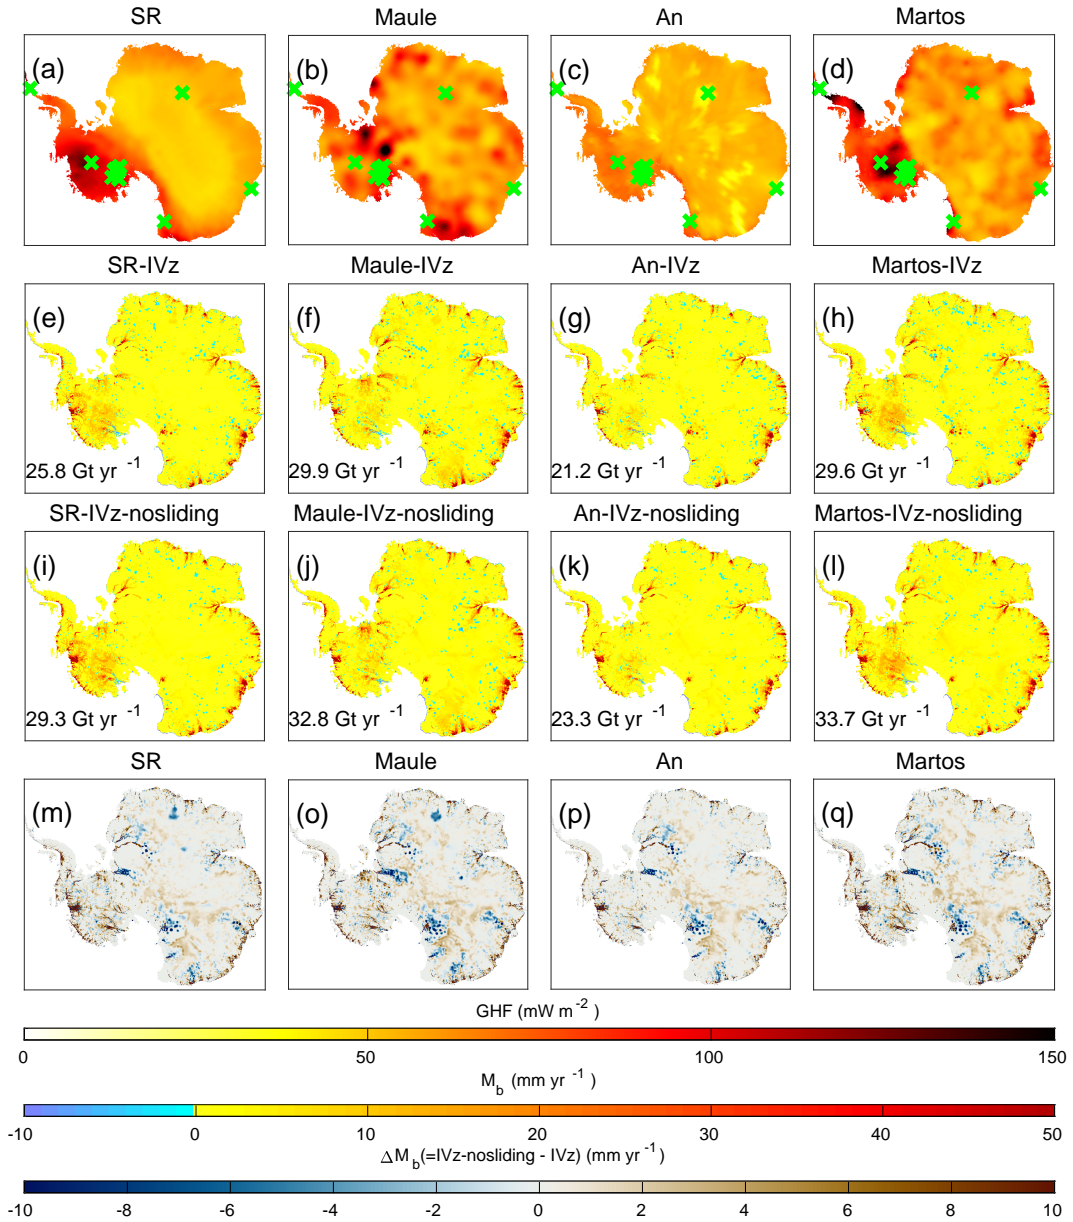 SR Maule An Martos
(a) (b) (c) (d)
SR-IVz Maule-IVz An-IVz Martos-IVz
(e) (f) (g) (h)
25.8 Gt yr -1 29.9 Gt yr -1 21.2 Gt yr -1 29.6 Gt yr -1
SR-IVz-nosliding Maule-IVz-nosliding An-IVz-nosliding Martos-IVz-nosliding
(i) (j) (k) (l)
29.3 Gt yr -1 32.8 Gt yr -1 23.3 Gt yr -1 33.7 Gt yr -1
SR Maule An Martos
(m) (o) (p) (q)
GHF (mW m-2)
0 50 100 150
Mb (mm yr -1)
-10 0 10 20 30 40 50
ΔMb(=IVz-nosliding - IVz) (mm yr-1)
-10 -8 -6 -4 -2 0 2 4 6 8 10